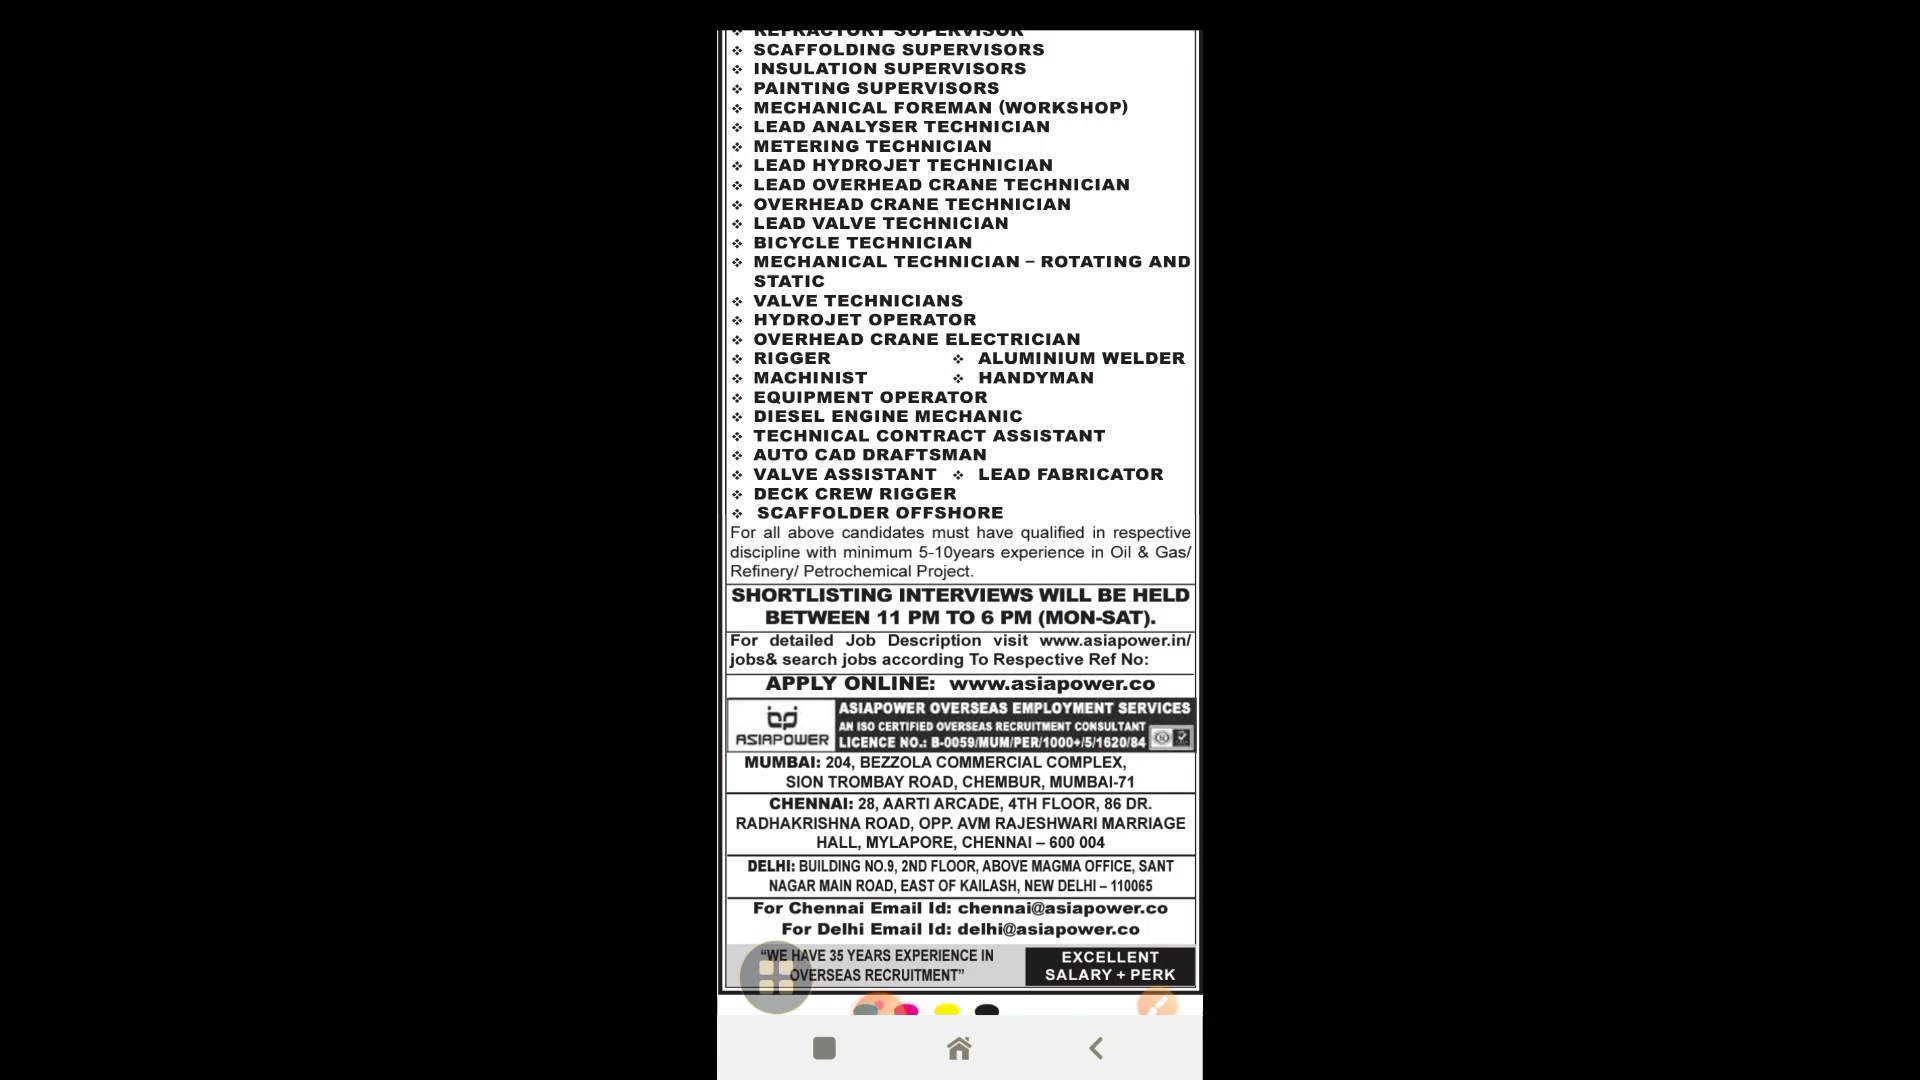 REFRACTORY SUPERVISOR
SCAFFOLDING SUPERVISORS
INSULATION SUPERVISORS
PAINTING SUPERVISORS
MECHANICAL FOREMAN (WORKSHOP)
LEAD ANALYSER TECHNICIAN
METERING TECHNICIAN
LEAD HYDROJET TECHNICIAN
LEAD OVERHEAD CRANE TECHNICIAN
OVERHEAD CRANE TECHNICIAN
LEAD VALVE TECHNICIAN
BICYCLE TECHNICIAN
MECHANICAL TECHNICIAN – ROTATING AND
STATIC
VALVE TECHNICIANS
HYDROJET OPERATOR
OVERHEAD CRANE ELECTRICIAN
RIGGER ALUMINIUM WELDER
MACHINIST HANDYMAN
EQUIPMENT OPERATOR
DIESEL ENGINE MECHANIC
TECHNICAL CONTRACT ASSISTANT
AUTO CAD DRAFTSMAN
VALVE ASSISTANT LEAD FABRICATOR
DECK CREW RIGGER
SCAFFOLDER OFFSHORE
For all above candidates must have qualified in respective
discipline with minimum 5-10years experience in Oil & Gas/
Refinery/ Petrochemical Project.
SHORTLISTING INTERVIEWS WILL BE HELD
BETWEEN 11 PM TO 6 PM (MON-SAT).
For detailed Job Description visit www.asiapower.in/
jobs& search jobs according To Respective Ref No:
APPLY ONLINE: www.asiapower.co
ASIAPOWER
ASIAPOWER OVERSEAS EMPLOYMENT SERVICES
AN ISO CERTIFIED OVERSEAS RECRUITMENT CONSULTANT
LICENCE NO.: B-0059/MUM/PER/1000+/5/1620/84
MUMBAI: 204, BEZZOLA COMMERCIAL COMPLEX,
SION TROMBAY ROAD, CHEMBUR, MUMBAI-71
CHENNAI: 28, AARTI ARCADE, 4TH FLOOR, 86 DR.
RADHAKRISHNA ROAD, OPP. AVM RAJESHWARI MARRIAGE
HALL, MYLAPORE, CHENNAI – 600 004
DELHI: BUILDING NO.9, 2ND FLOOR, ABOVE MAGMA OFFICE, SANT
NAGAR MAIN ROAD, EAST OF KAILASH, NEW DELHI – 110065
For Chennai Email Id: chennai@asiapower.co
For Delhi Email Id: delhi@asiapower.co
“WE HAVE 35 YEARS EXPERIENCE IN
OVERSEAS RECRUITMENT”
EXCELLENT
SALARY + PERK